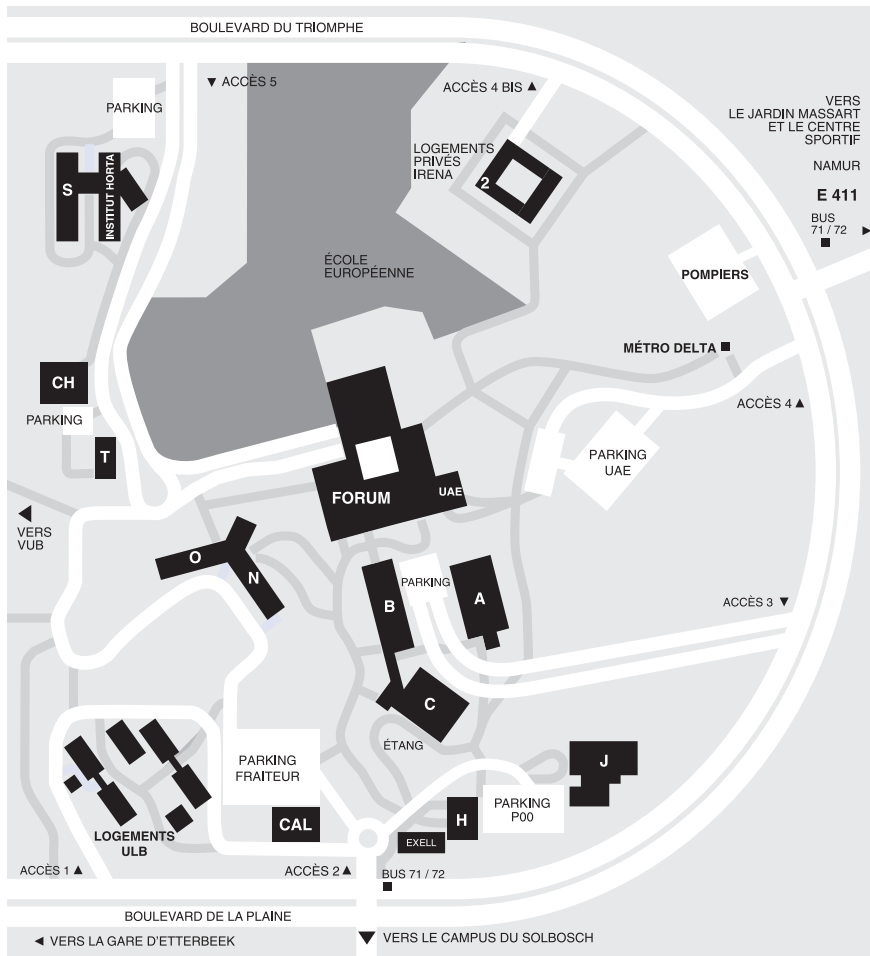 BOULEVARD DU TRIOMPHE
▼ ACCÈS 5
ACCÈS 4 BIS ▲
PARKING
VERS
LE JARDIN MASSART
ET LE CENTRE
SPORTIF
NAMUR
E 411
BUS
71 / 72
LOGEMENTS
PRIVÉS
IRENA
2
S
INSTITUT HORTA
ÉCOLE
EUROPÉENNE
POMPIERS
MÉTRO DELTA
CH
PARKING
ACCÈS 4 ▲
T
PARKING
UAE
FORUM
UAE
VERS
VUB
O
N
PARKING
B
A
ACCÈS 3 ▼
C
ÉTANG
PARKING
FRAITEUR
J
PARKING
P00
CAL
H
EXELL
LOGEMENTS
ULB
ACCÈS 1 ▲
ACCÈS 2 ▲
BUS 71 / 72
BOULEVARD DE LA PLAINE
◄ VERS LA GARE D'ETTERBEEK
▼ VERS LE CAMPUS DU SOLBOSCH